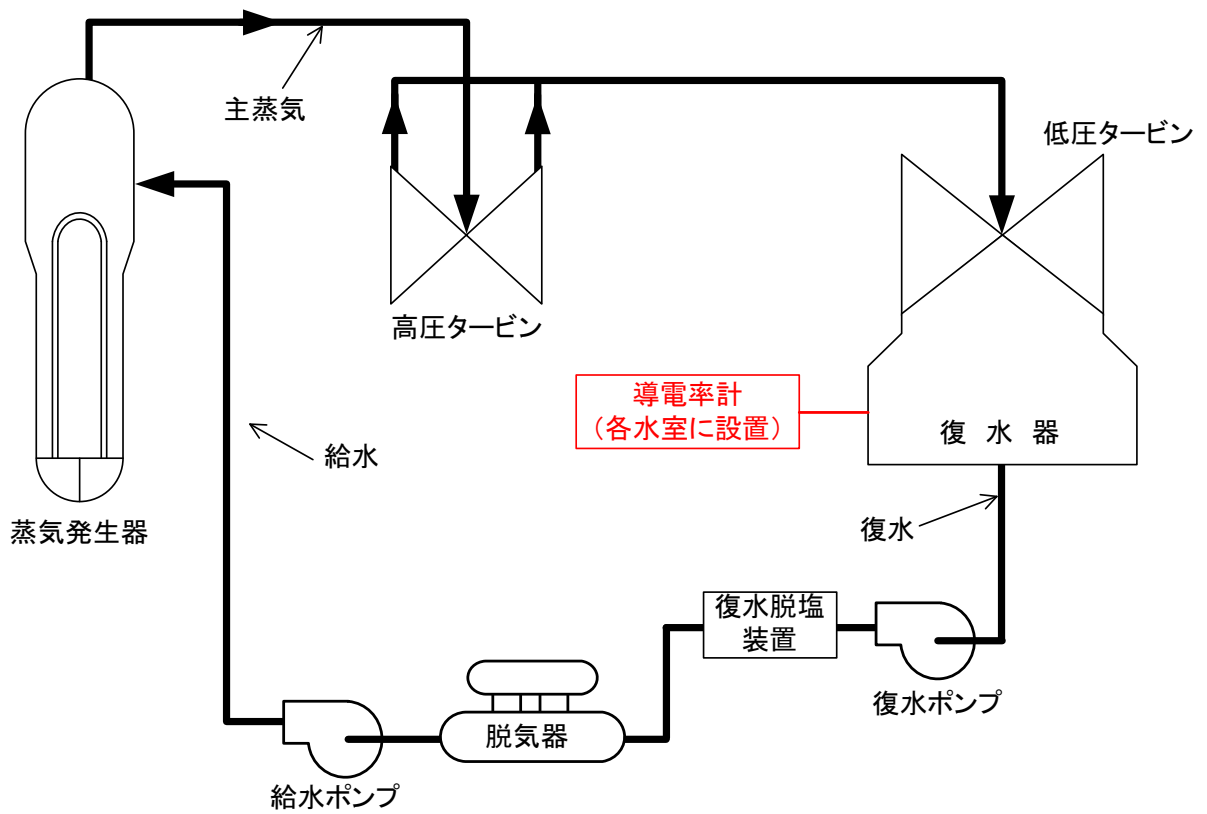 主蒸気
低圧タービン
高圧タービン
導電率計
（各水室に設置）
復 水 器
給水
蒸気発生器
復水
復水脱塩
装置
復水ポンプ
脱気器
給水ポンプ